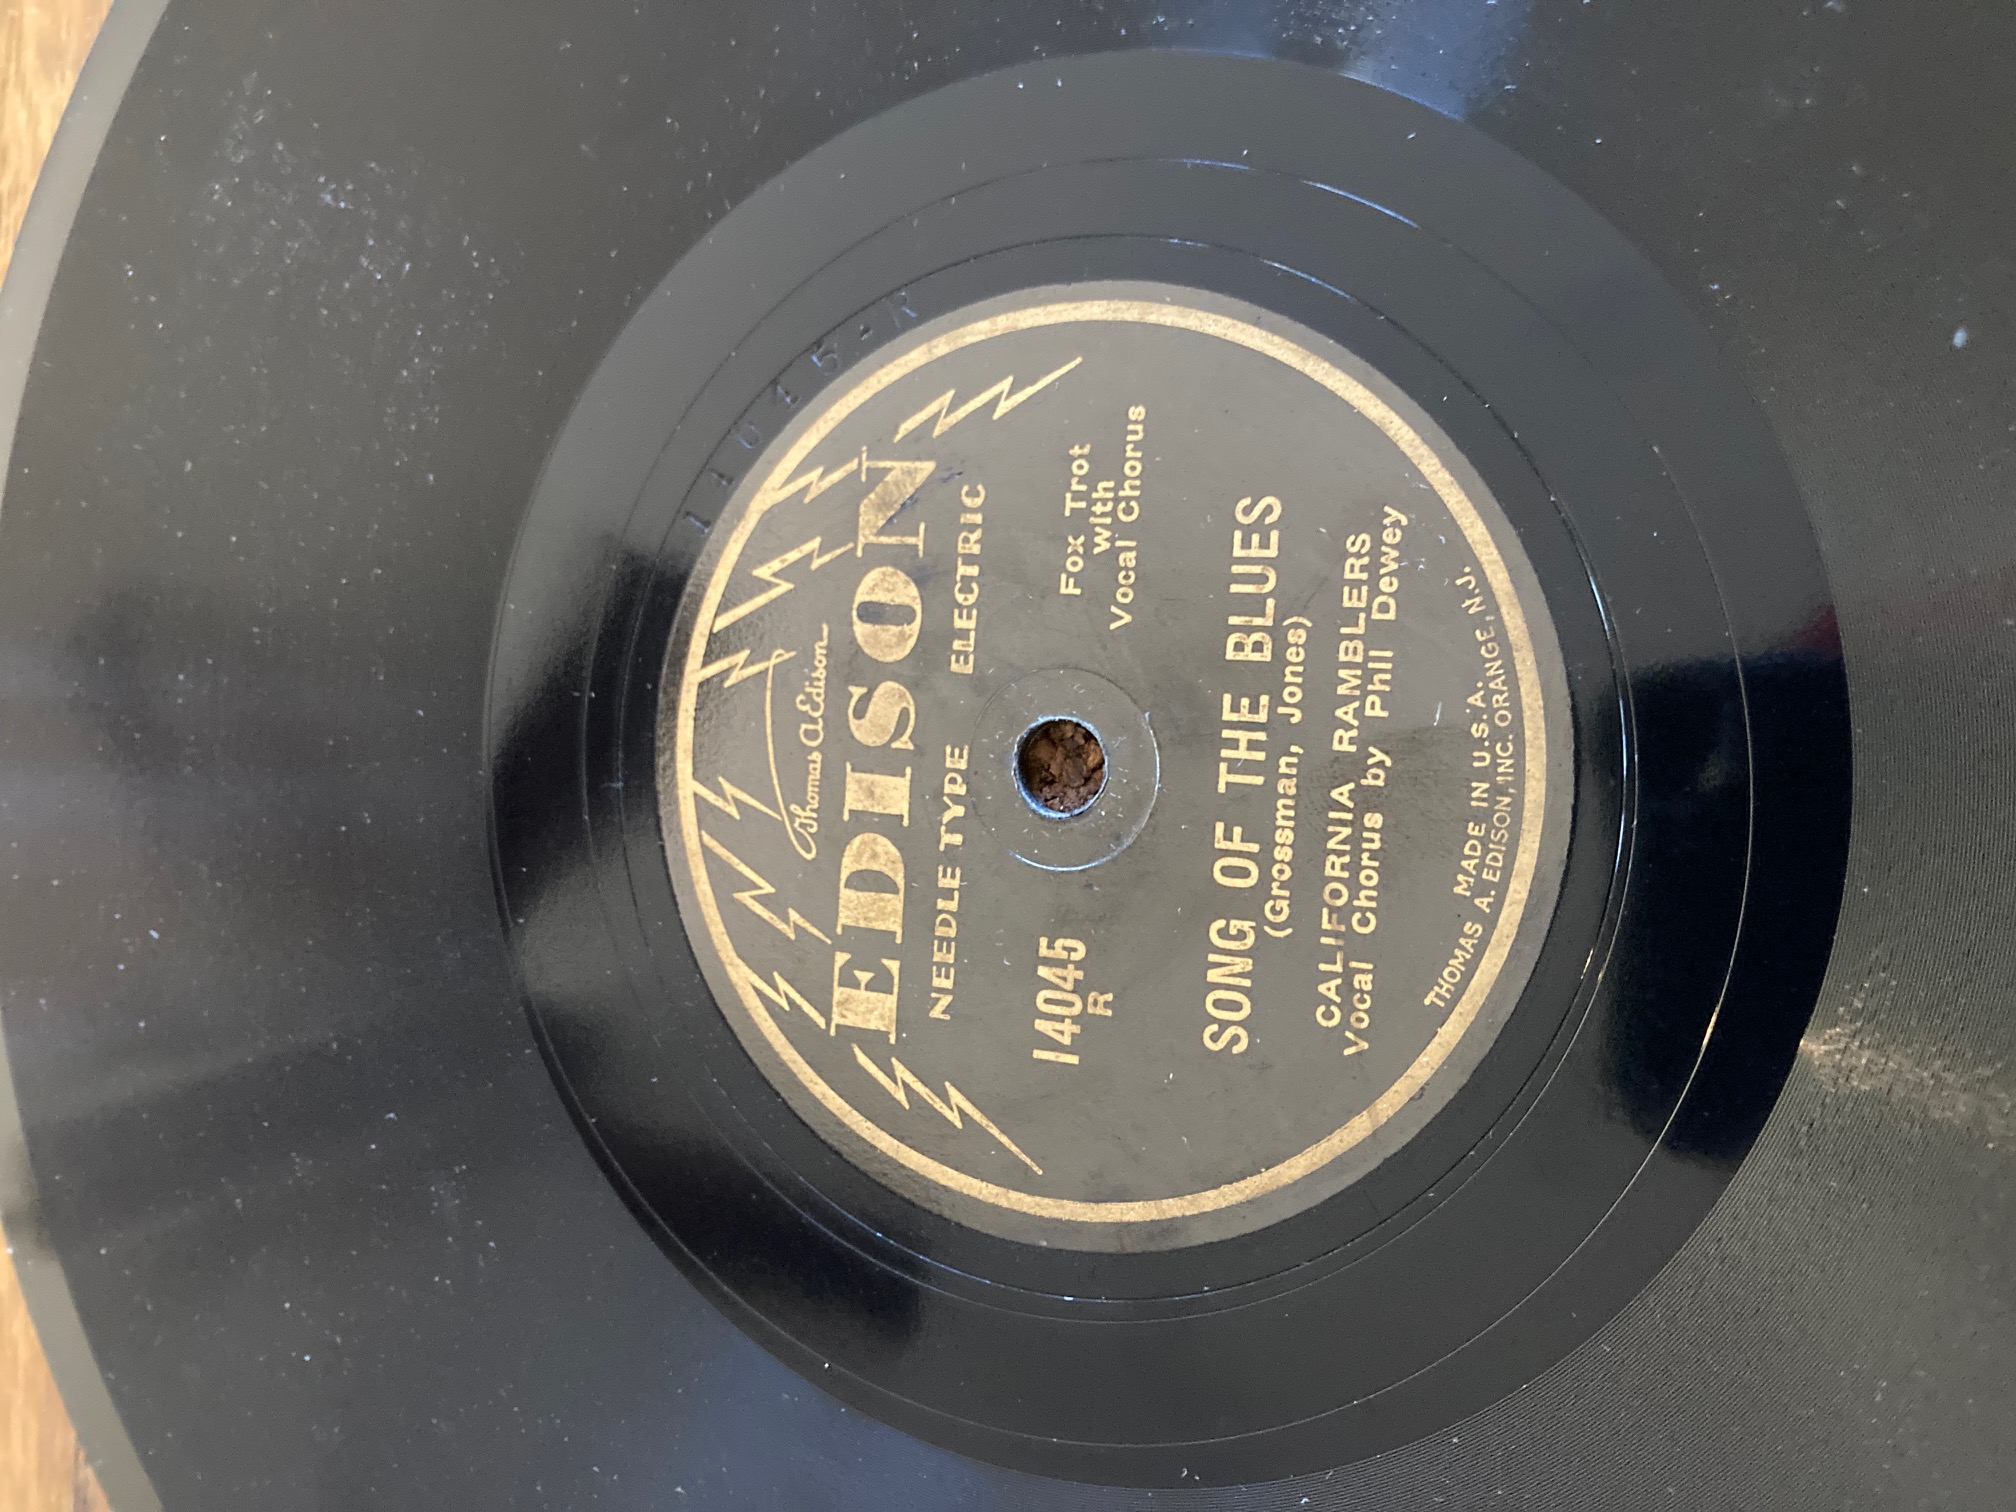 Thomas A Edison
EDISON
NEEDLE TYPE ELECTRIC
14045
R
Fox Trot
with
Vocal Chorus
SONG OF THE BLUES
(Grossman, Jones)
CALIFORNIA RAMBLERS
Vocal Chorus by Phil Dewey
MADE IN U.S.A.
THOMAS A. EDISON, INC. ORANGE, N.J.